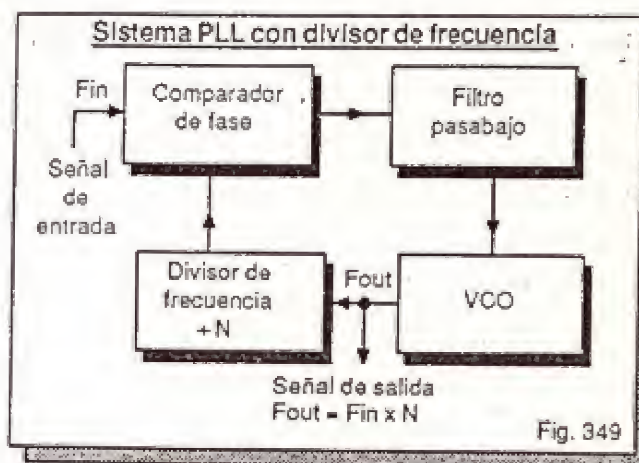 Sistema PLL con divisor de frecuencia
Fin
Comparador
de fase
Filtro
pasabajo
Señal
de
entrada
Divisor de
frecuencia
÷N
Fout
VCO
Señal de salida
Fout = Fin x N
Fig. 349